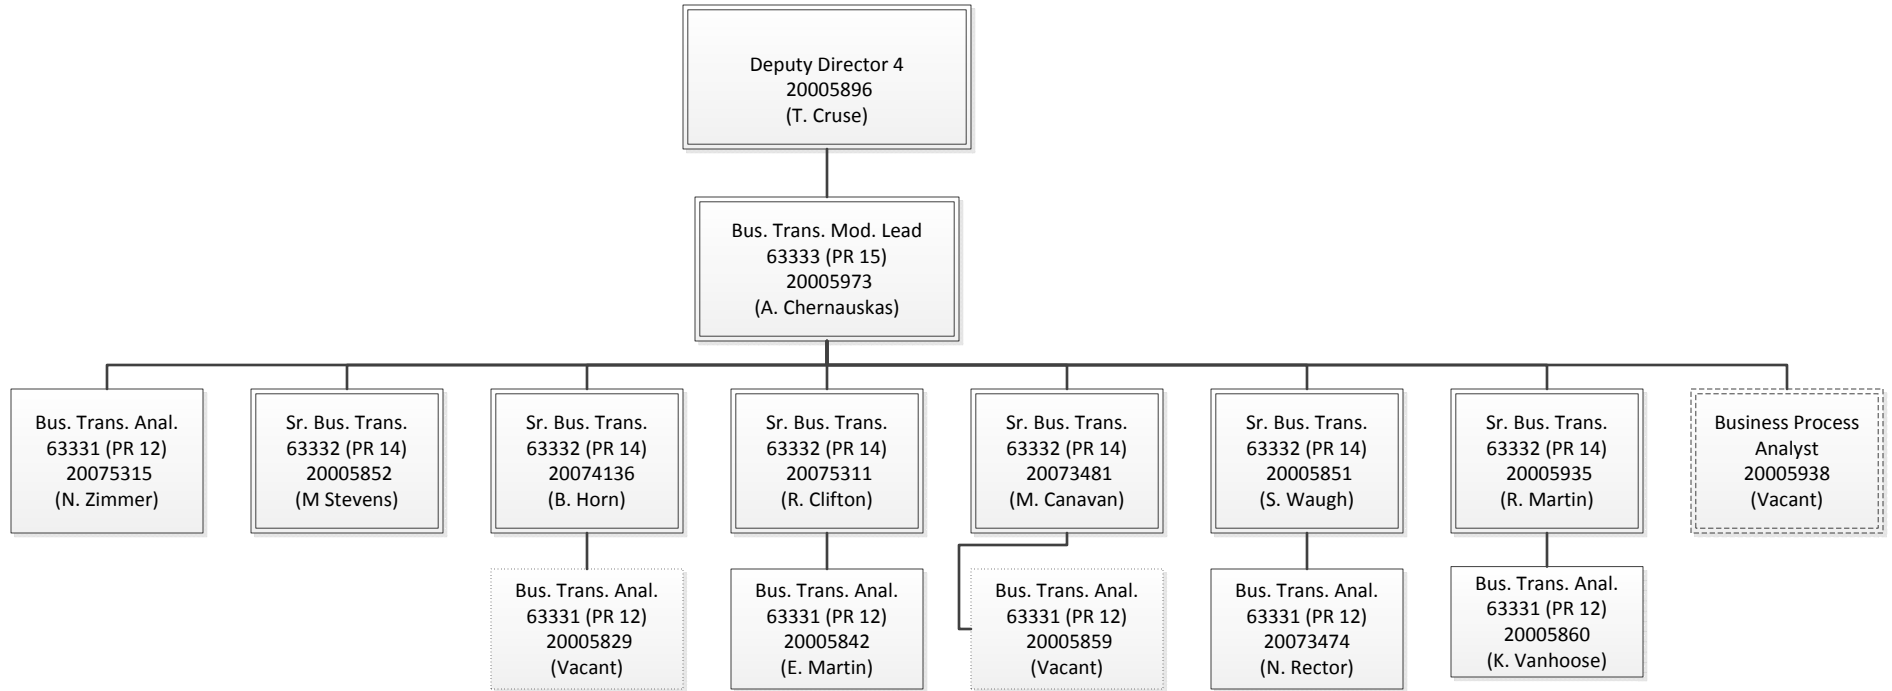 Deputy Director 4
20005896
(T. Cruse)
Bus. Trans. Mod. Lead
63333 (PR 15)
20005973
(A. Chernauskas)
Bus. Trans. Anal.
63331 (PR 12)
20075315
(N. Zimmer)
Sr. Bus. Trans.
63332 (PR 14)
20005852
(M Stevens)
Sr. Bus. Trans.
63332 (PR 14)
20074136
(B. Horn)
Sr. Bus. Trans.
63332 (PR 14)
20075311
(R. Clifton)
Sr. Bus. Trans.
63332 (PR 14)
20073481
(M. Canavan)
Sr. Bus. Trans.
63332 (PR 14)
20005851
(S. Waugh)
Sr. Bus. Trans.
63332 (PR 14)
20005935
(R. Martin)
Business Process
Analyst
20005938
(Vacant)
Bus. Trans. Anal.
63331 (PR 12)
20005829
(Vacant)
Bus. Trans. Anal.
63331 (PR 12)
20005842
(E. Martin)
Bus. Trans. Anal.
63331 (PR 12)
20005859
(Vacant)
Bus. Trans. Anal.
63331 (PR 12)
20073474
(N. Rector)
Bus. Trans. Anal.
63331 (PR 12)
20005860
(K. Vanhoose)